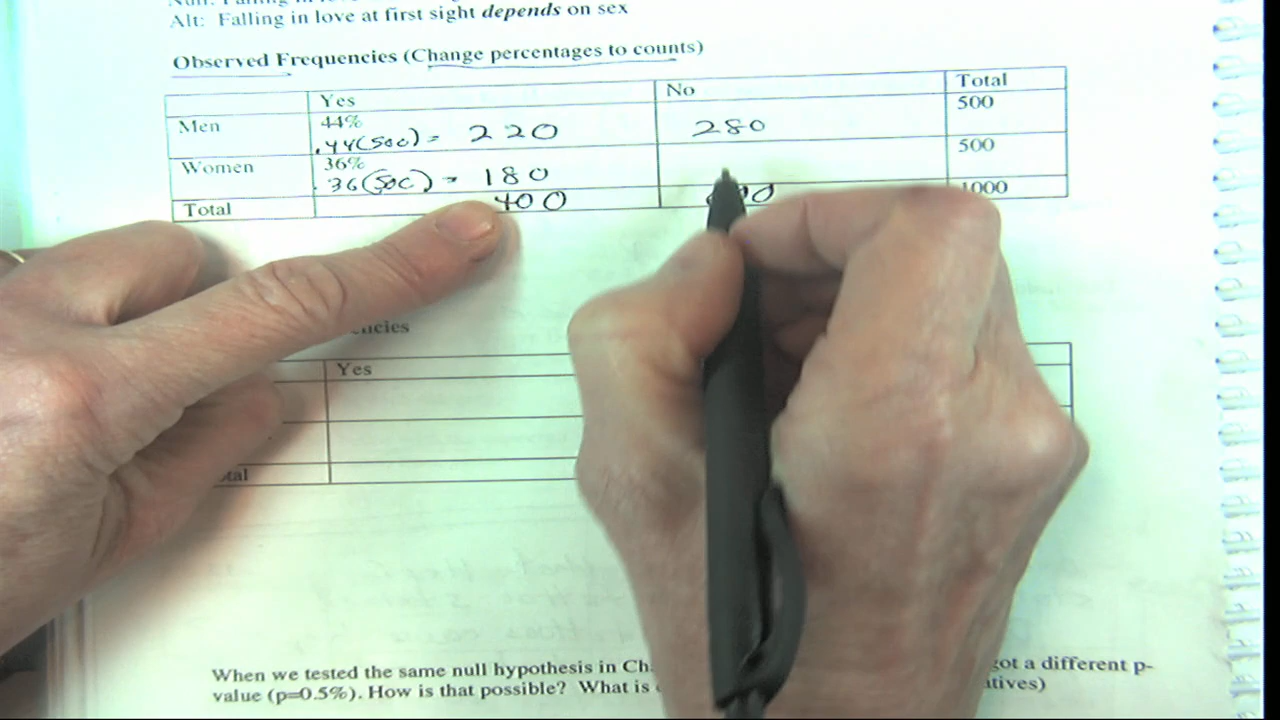 Alt: Falling in love at first sight depends on sex
Observed Frequencies (Change percentages to counts)
Yes No Total
Men 44% 500
.44(500) = 220 280
Women 36% 500
.36(500) = 180
Total 400 1000
Yes
When we tested the same null hypothesis in got a different p-
value (p=0.5%). How is that possible? What is